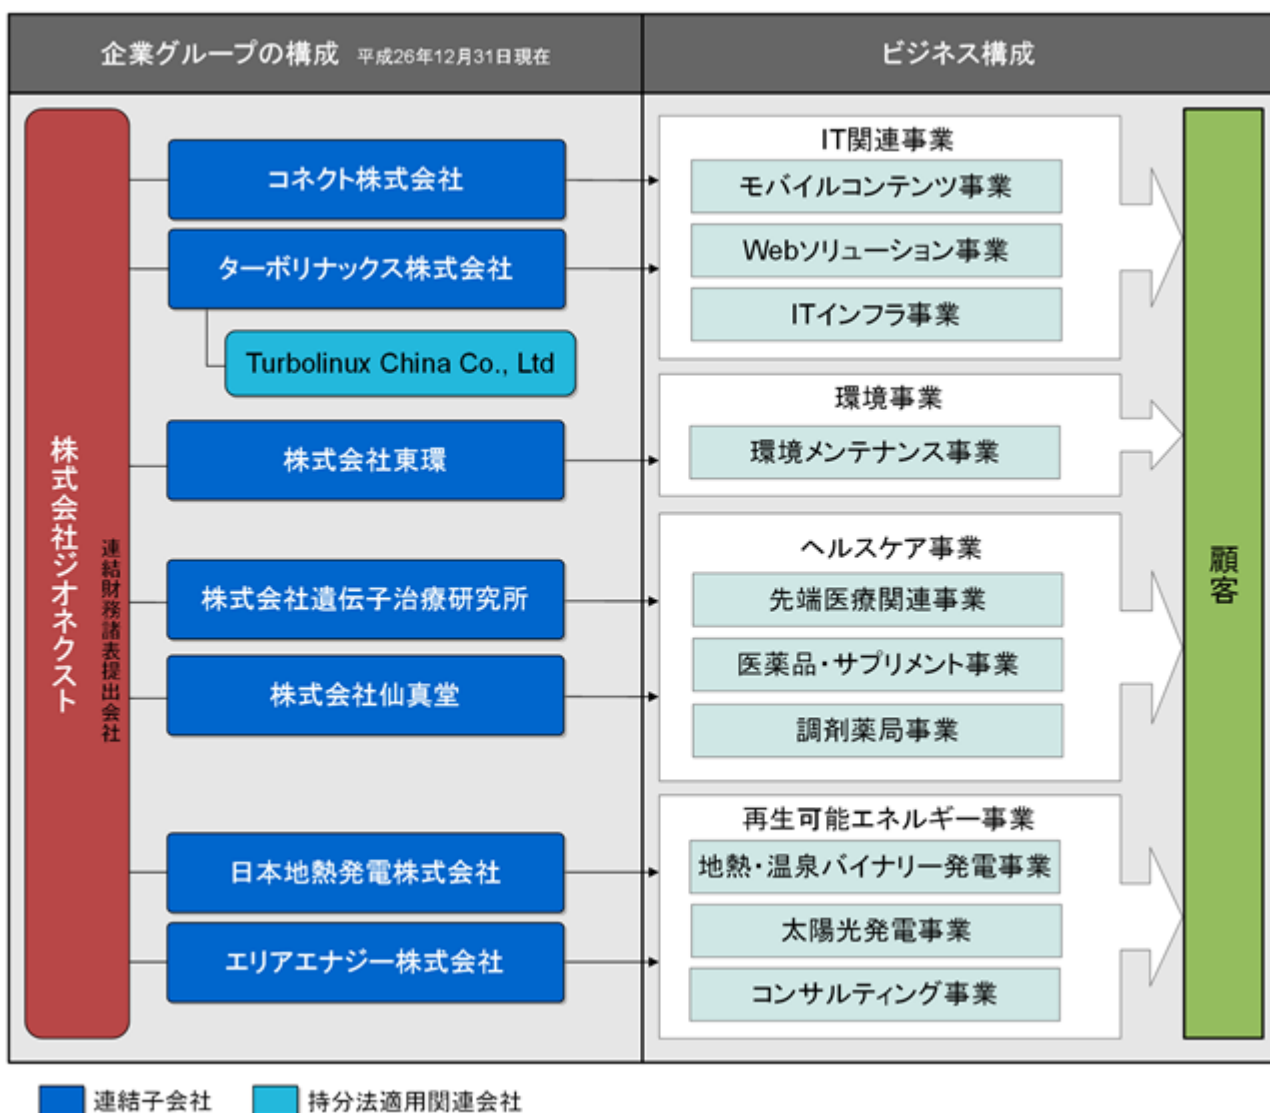 企業グループの構成 平成26年12月31日現在
ビジネス構成
株式会社ジオネクスト
連結財務諸表提出会社
コネクト株式会社
ターボリナックス株式会社
Turbolinux China Co., Ltd
株式会社東環
株式会社遺伝子治療研究所
株式会社仙真堂
日本地熱発電株式会社
エリアエナジー株式会社
IT関連事業
モバイルコンテンツ事業
Webソリューション事業
ITインフラ事業
環境事業
環境メンテナンス事業
ヘルスケア事業
先端医療関連事業
医薬品・サプリメント事業
調剤薬局事業
再生可能エネルギー事業
地熱・温泉バイナリー発電事業
太陽光発電事業
コンサルティング事業
顧客
連結子会社 持分法適用関連会社